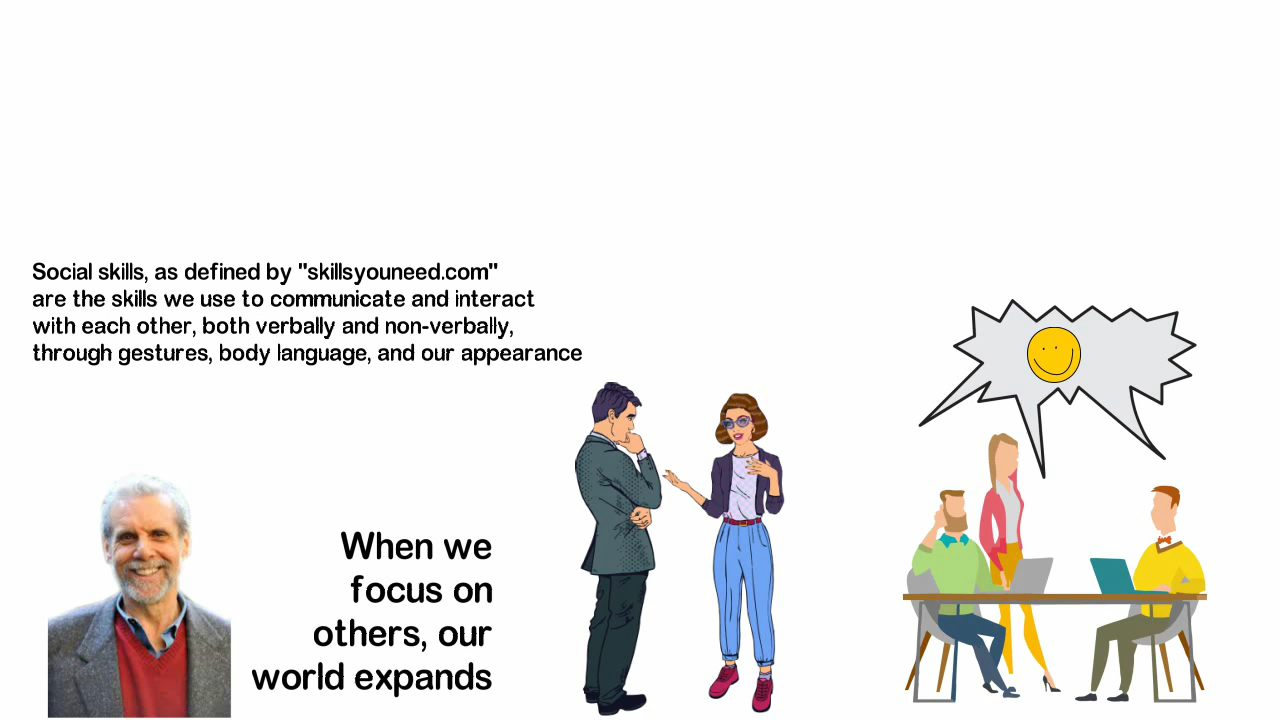 Social skills, as defined by "skillsyouneed.com"
are the skills we use to communicate and interact
with each other, both verbally and non-verbally,
through gestures, body language, and our appearance
When we
focus on
others, our
world expands